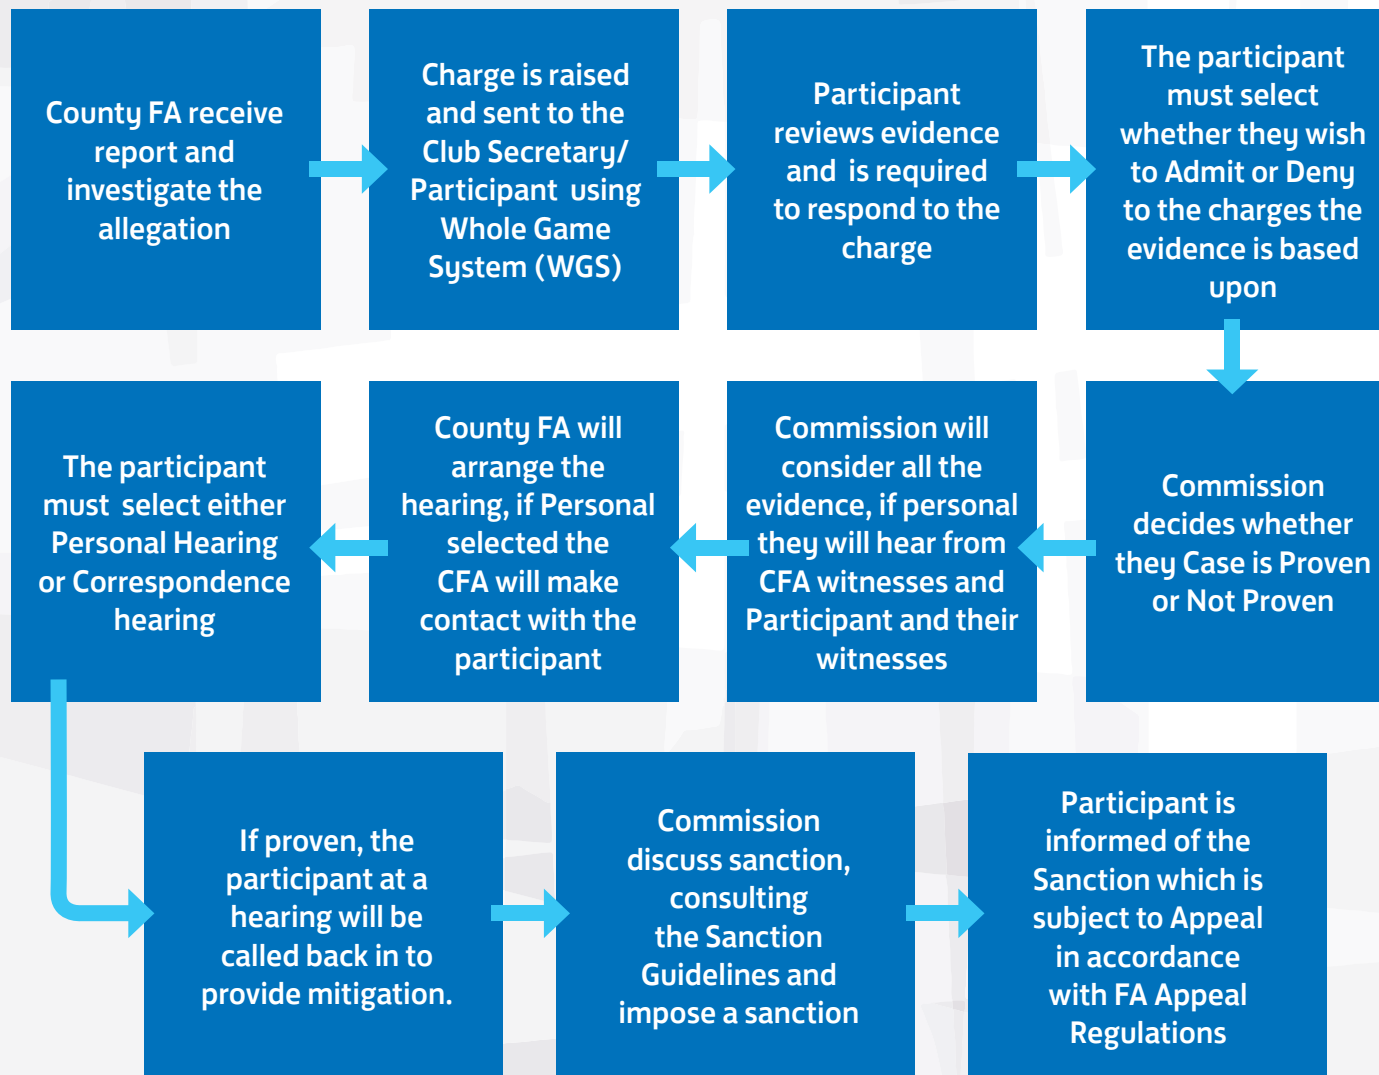 County FA receive
report and
investigate the
allegation
Charge is raised
and sent to the
Club Secretary/
Participant using
Whole Game
System (WGS)
Participant
reviews evidence
and is required
to respond to the
charge
The participant
must select
whether they wish
to Admit or Deny
to the charges the
evidence is based
upon
Commission
decides whether
they Case is Proven
or Not Proven
Commission will
consider all the
evidence, if personal
they will hear from
CFA witnesses and
Participant and their
witnesses
County FA will
arrange the
hearing, if Personal
selected the
CFA will make
contact with the
participant
The participant
must select either
Personal Hearing
or Correspondence
hearing
If proven, the
participant at a
hearing will be
called back in to
provide mitigation.
Commission
discuss sanction,
consulting
the Sanction
Guidelines and
impose a sanction
Participant is
informed of the
Sanction which is
subject to Appeal
in accordance
with FA Appeal
Regulations